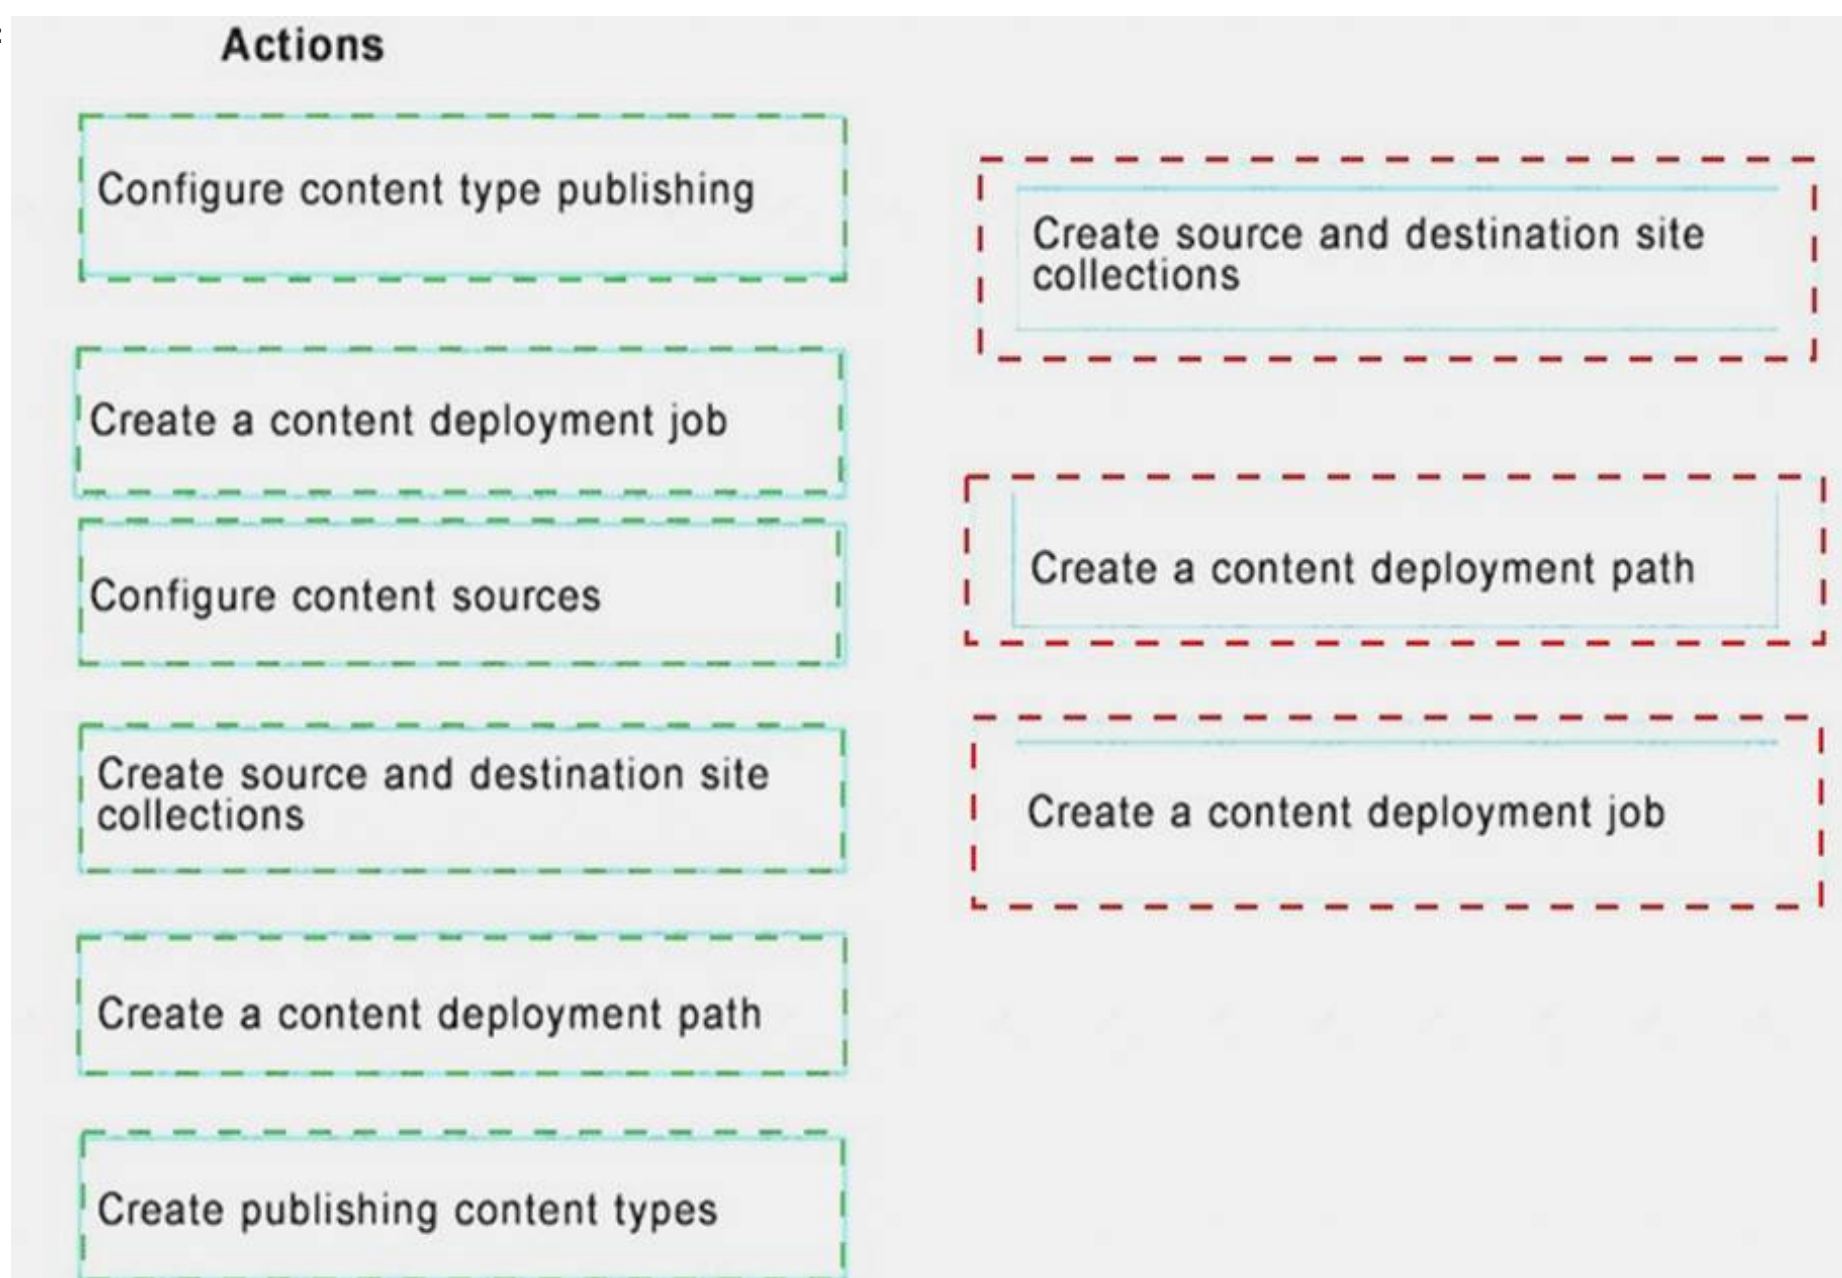 :
Actions
Configure content type publishing
Create a content deployment job
Configure content sources
Create source and destination site
collections
Create a content deployment path
Create publishing content types
Create source and destination site
collections
Create a content deployment path
Create a content deployment job